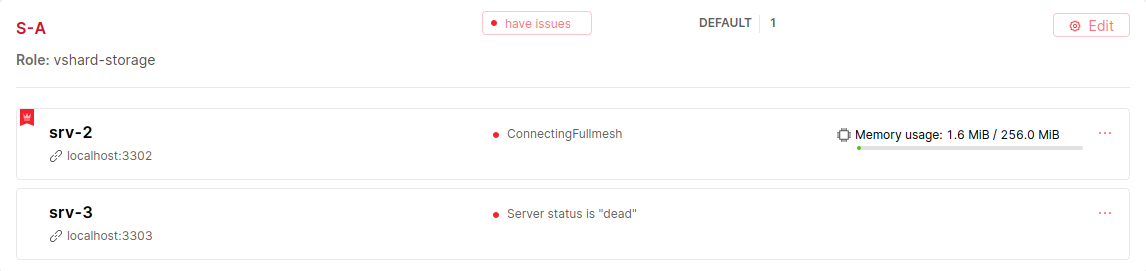 S-A
have issues
DEFAULT 1
Edit
Role: vshard-storage
srv-2
ConnectingFullmesh
Memory usage: 1.6 MiB / 256.0 MiB
localhost:3302
srv-3
Server status is "dead"
localhost:3303